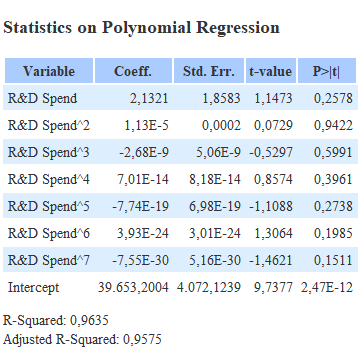 Statistics on Polynomial Regression
Variable Coeff. Std. Err. t-value P>|t|
R&D Spend 2,1321 1,8583 1,1473 0,2578
R&D Spend^2 1,13E-5 0,0002 0,0729 0,9422
R&D Spend^3 -2,68E-9 5,06E-9 -0,5297 0,5991
R&D Spend^4 7,01E-14 8,18E-14 0,8574 0,3961
R&D Spend^5 -7,74E-19 6,98E-19 -1,1088 0,2738
R&D Spend^6 3,93E-24 3,01E-24 1,3064 0,1985
R&D Spend^7 -7,55E-30 5,16E-30 -1,4621 0,1511
Intercept 39.653,2004 4.072,1239 9,7377 2,47E-12
R-Squared: 0,9635
Adjusted R-Squared: 0,9575